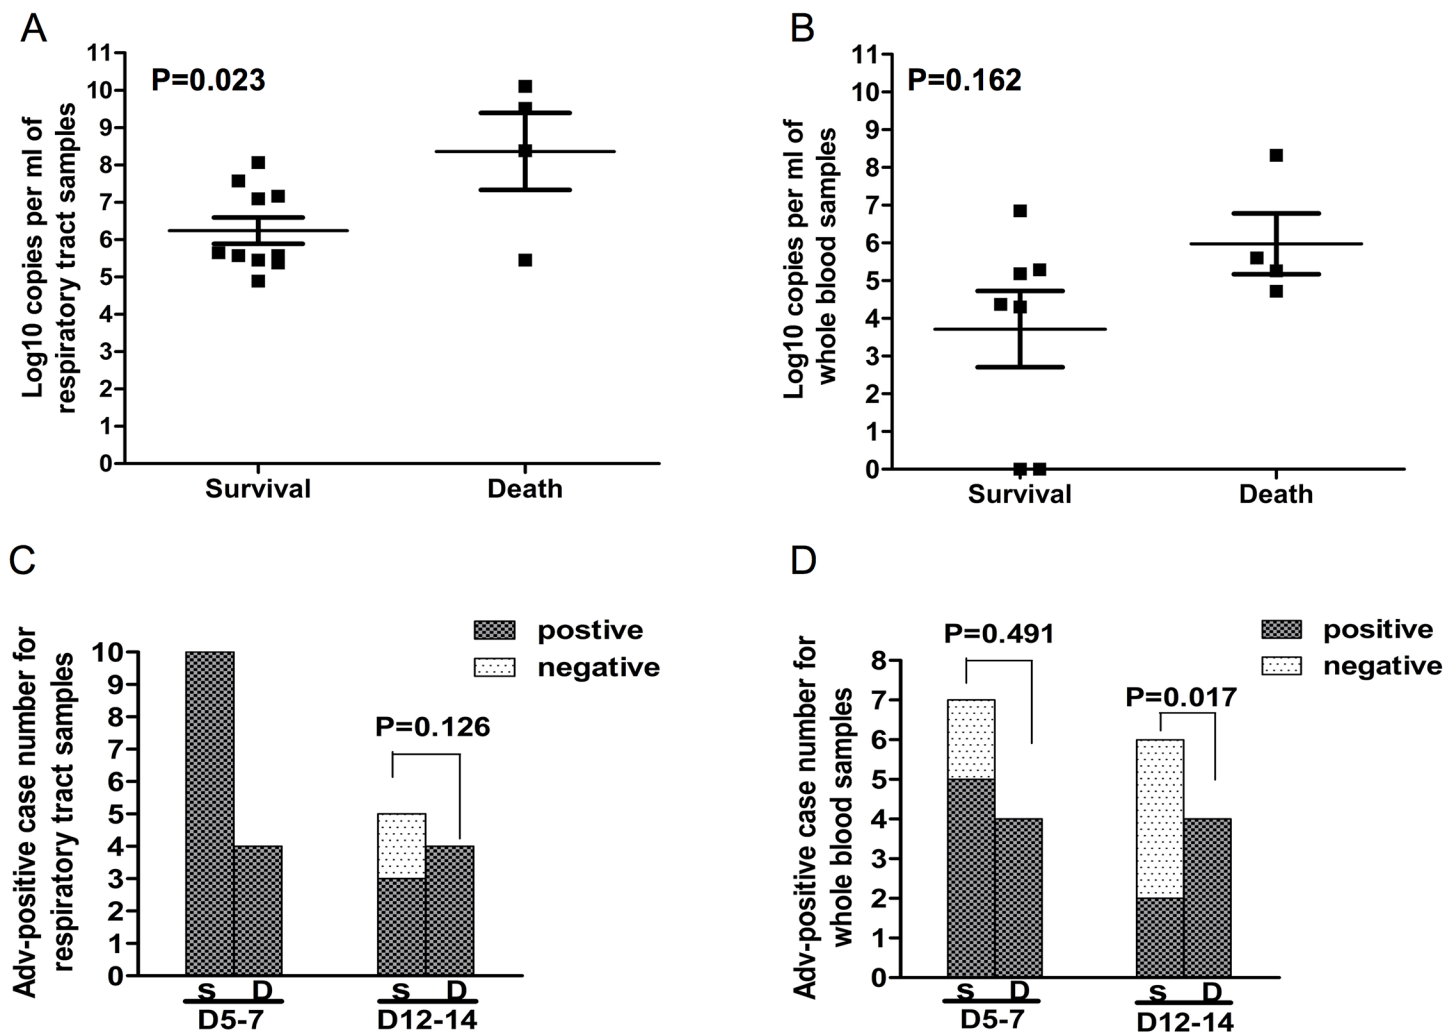 A
P=0.023
Log10 copies per ml of
respiratory tract samples
11
10
9
8
7
6
5
4
3
2
1
0
Survival
Death
B
P=0.162
Log10 copies per ml of
whole blood samples
11
10
9
8
7
6
5
4
3
2
1
0
Survival
Death
C
postive
negative
P=0.126
Adv-positive case number for
respiratory tract samples
10
9
8
7
6
5
4
3
2
1
0
s D s D
D5-7 D12-14
D
positive
negative
P=0.491
P=0.017
Adv-positive case number for
whole blood samples
8
7
6
5
4
3
2
1
0
s D s D
D5-7 D12-14